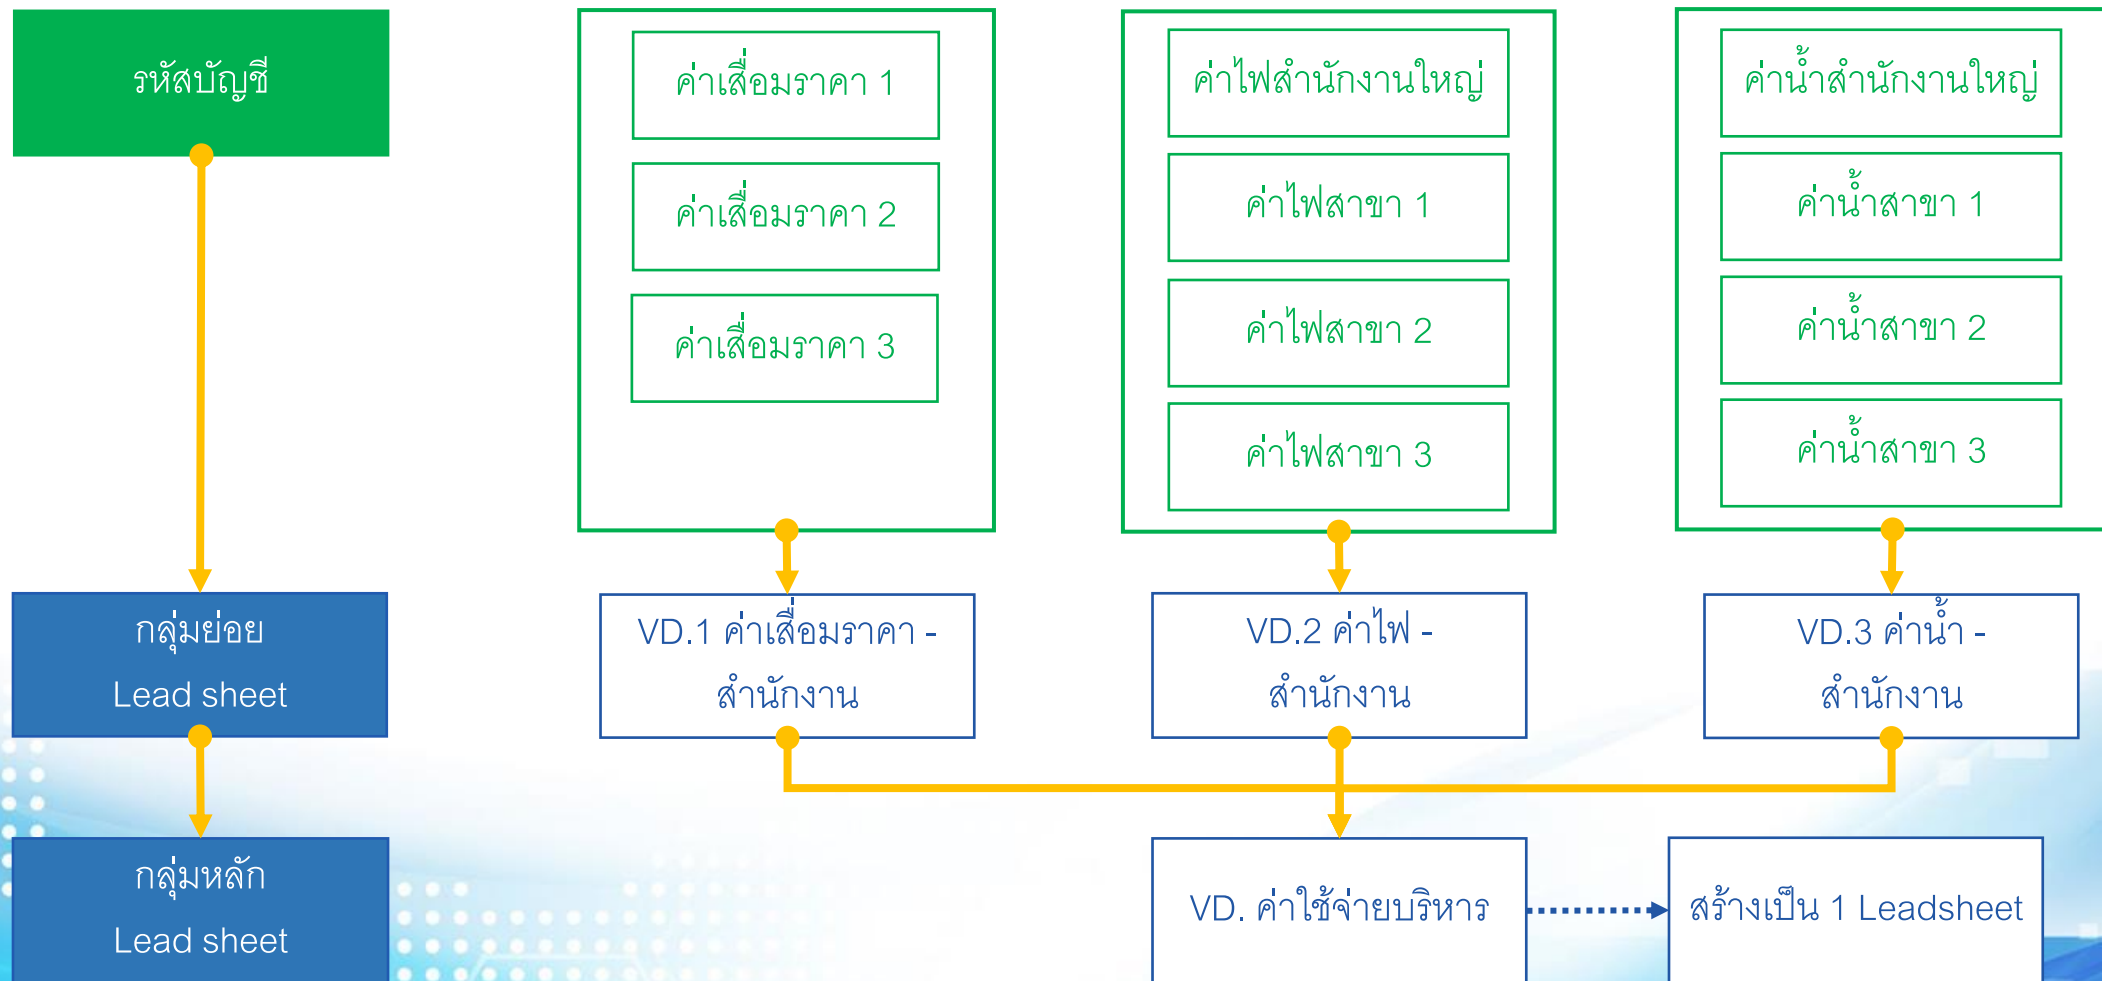 รหัสบัญชี
ค่าเสื่อมราคา 1
ค่าเสื่อมราคา 2
ค่าเสื่อมราคา 3
ค่าไฟสำนักงานใหญ่
ค่าไฟสาขา 1
ค่าไฟสาขา 2
ค่าไฟสาขา 3
ค่าน้ำสำนักงานใหญ่
ค่าน้ำสาขา 1
ค่าน้ำสาขา 2
ค่าน้ำสาขา 3
กลุ่มย่อย
Lead sheet
VD.1 ค่าเสื่อมราคา -
สำนักงาน
VD.2 ค่าไฟ -
สำนักงาน
VD.3 ค่าน้ำ -
สำนักงาน
กลุ่มหลัก
Lead sheet
VD. ค่าใช้จ่ายบริหาร
สร้างเป็น 1 Leadsheet